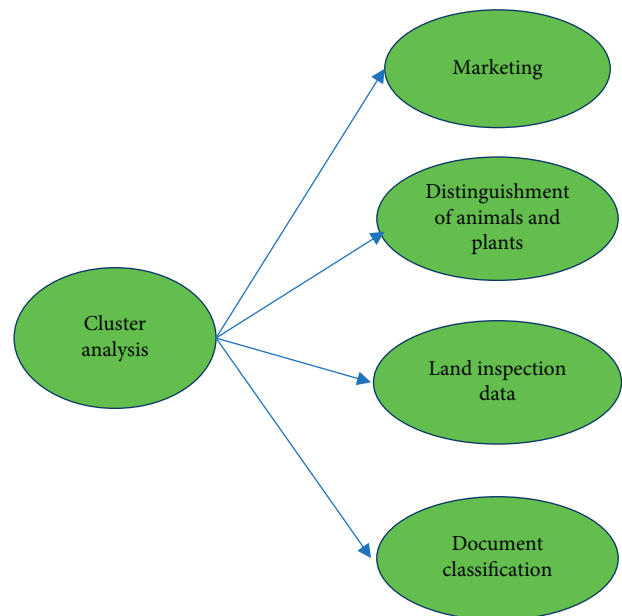 Marketing
Distinguishment
of animals and
plants
Cluster
analysis
Land inspection
data
Document
classification